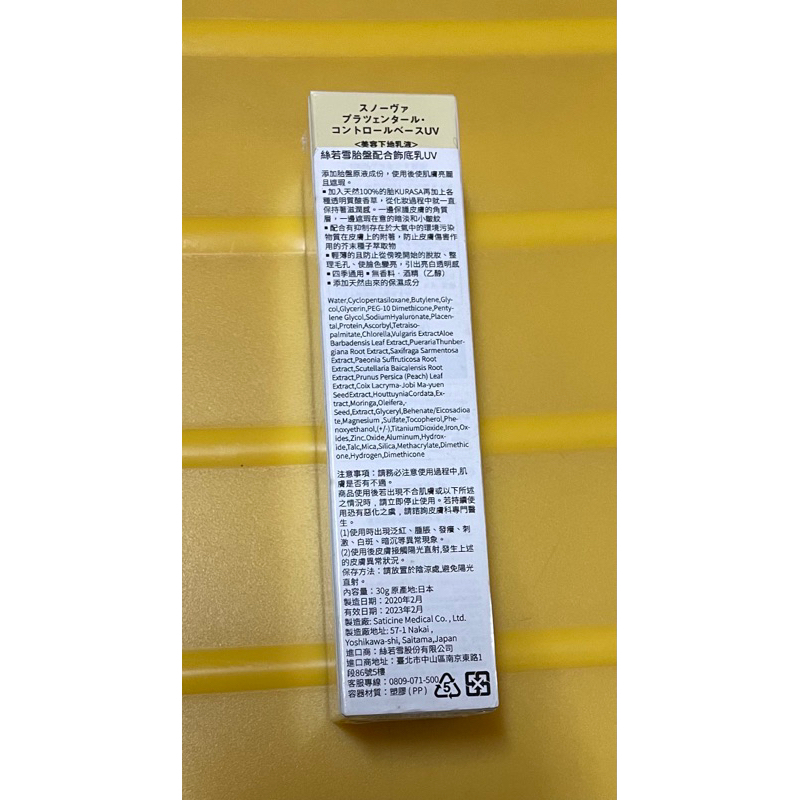 スノーヴァ
プラツェンタール・
コントロールベースUV
<美容下地乳液>
絲若雪胎盤配合飾底乳UV
添加胎盤原液成份，使用後使肌膚亮麗
且遮瑕。
▪加入天然100%的胎KURASA再加上各
種透明質酸香草，從化妝過程中就一直
保持著滋潤感。一邊保護皮膚的角質
層，一邊遮瑕在意的暗淡和小皺紋
▪配合有抑制存在於大氣中的環境污染
物質在皮膚上的附著，防止皮膚傷害作
用的芥末種子萃取物
▪輕薄的且防止從傍晚開始的脫妝、整
理毛孔、使臉色變亮，引出亮白透明感
▪四季通用▪無香料．酒精（乙醇）
▪添加天然由來的保濕成分
Water,Cyclopentasiloxane,Butylene,Gly-
col,Glycerin,PEG-10 Dimethicone,Penty-
lene Glycol,SodiumHyaluronate,Placen-
tal,Protein,Ascorbyl,Tetraiso-
palmitate,Chlorella,Vulgaris ExtractAloe
Barbadensis Leaf Extract,PuerariaThunber-
giana Root Extract,Saxifraga Sarmentosa
Extract,Paeonia Suffruticosa Root
Extract,Scutellaria Baicalensis Root
Extract,Prunus Persica (Peach) Leaf
Extract,Coix Lacryma-Jobi Ma-yuen
SeedExtract,HouttuyniaCordata,Ex-
tract,Moringa,Oleifera,-
Seed,Extract,Glyceryl,Behenate/Eicosadioa
te,Magnesium ,Sulfate,Tocopherol,Phe-
noxyethanol,(+/-),TitaniumDioxide,Iron,Ox-
ides,Zinc,Oxide,Aluminum,Hydrox-
ide,Talc,Mica,Silica,Methacrylate,Dimethic
one,Hydrogen,Dimethicone
注意事項：請務必注意使用過程中,肌
膚是否有不適。
商品使用後若出現不合肌膚或以下所述
之情況時，請立即停止使用。若持續使
用恐有惡化之虞，請諮詢皮膚科專門醫
生。
(1)使用時出現泛紅、腫脹、發癢、刺
激、白斑、暗沉等異常現象。
(2)使用後皮膚接觸陽光直射,發生上述
的皮膚異常狀況。
保存方法：請放置於陰涼處,避免陽光
直射。
內容量：30g 原產地:日本
製造日期：2020年2月
有效日期：2023年2月
製造廠: Saticine Medical Co. , Ltd.
製造廠地址: 57-1 Nakai ,
Yoshikawa-shi, Saitama,Japan
進口商：絲若雪股份有限公司
進口商地址：臺北市中山區南京東路1
段86號5樓
客服專線：0809-071-500
容器材質：塑膠 ( PP )
5